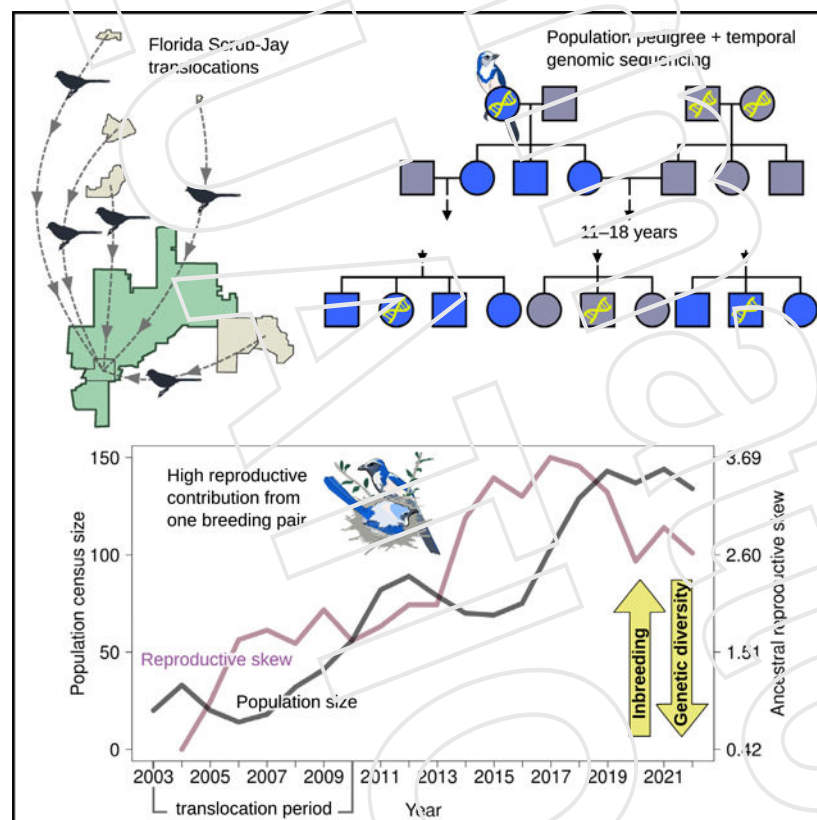 Florida Scrub-Jay
translocations
Population pedigree + temporal
genomic sequencing
11–18 years
150
100
50
0
Population census size
High reproductive
contribution from
one breeding pair
Reproductive skew
Population size
Inbreeding
Genetic diversity
3.69
2.60
1.51
0.42
Ancestral reproductive skew
2003 2005 2007 2009 2011 2013 2015 2017 2019 2021
translocation period
Year